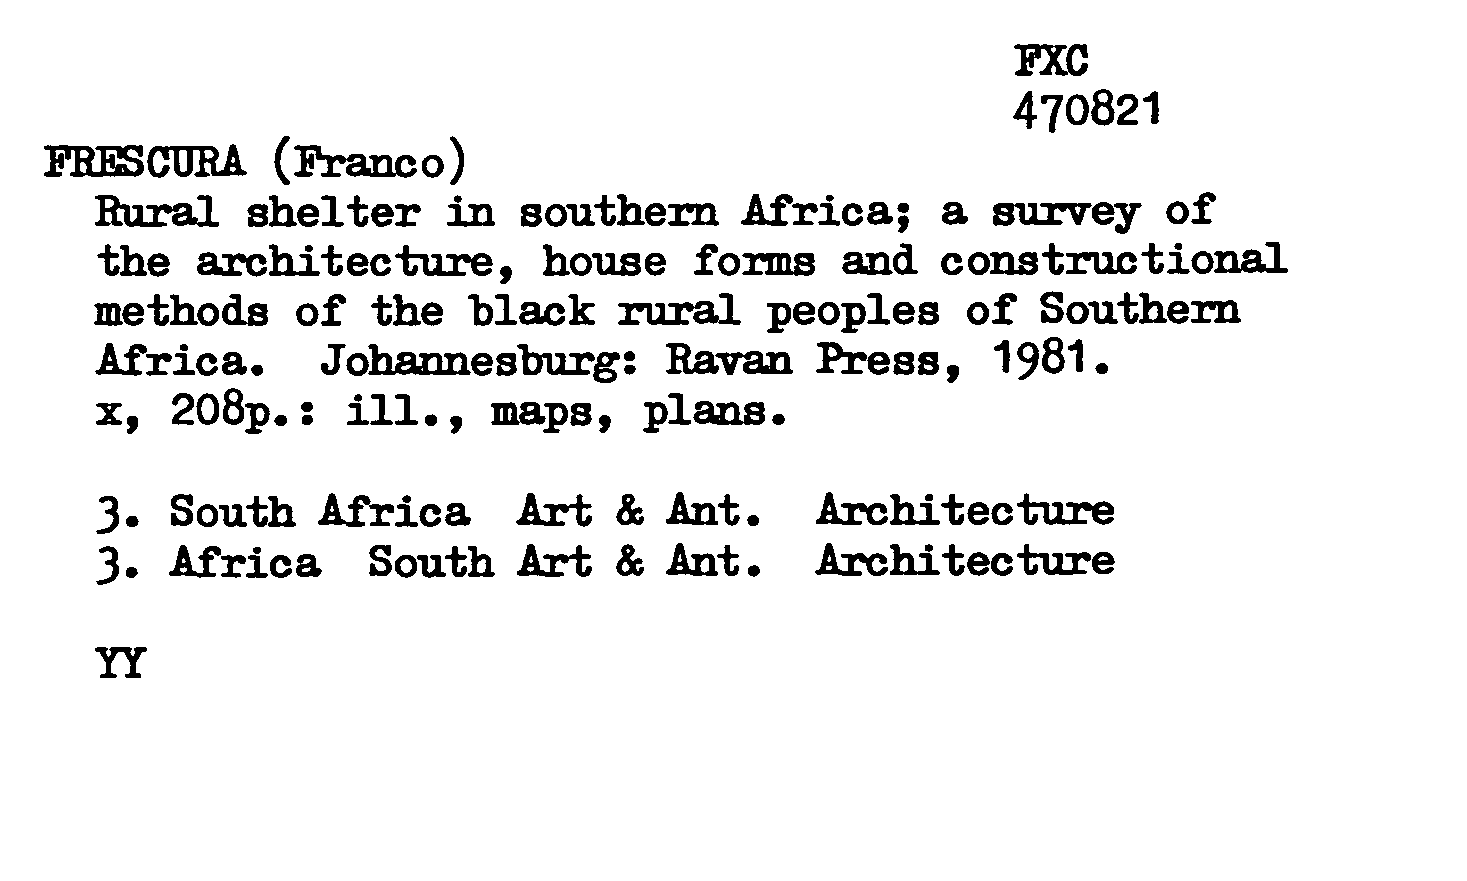 FXC
470821
FRESCURA (Franco)
Rural shelter in southern Africa; a survey of
the architecture, house forms and constructional
methods of the black rural peoples of Southern
Africa. Johannesburg: Ravan Press, 1981.
x, 208p.: ill., maps, plans.
3. South Africa Art & Ant. Architecture
3. Africa South Art & Ant. Architecture
YY